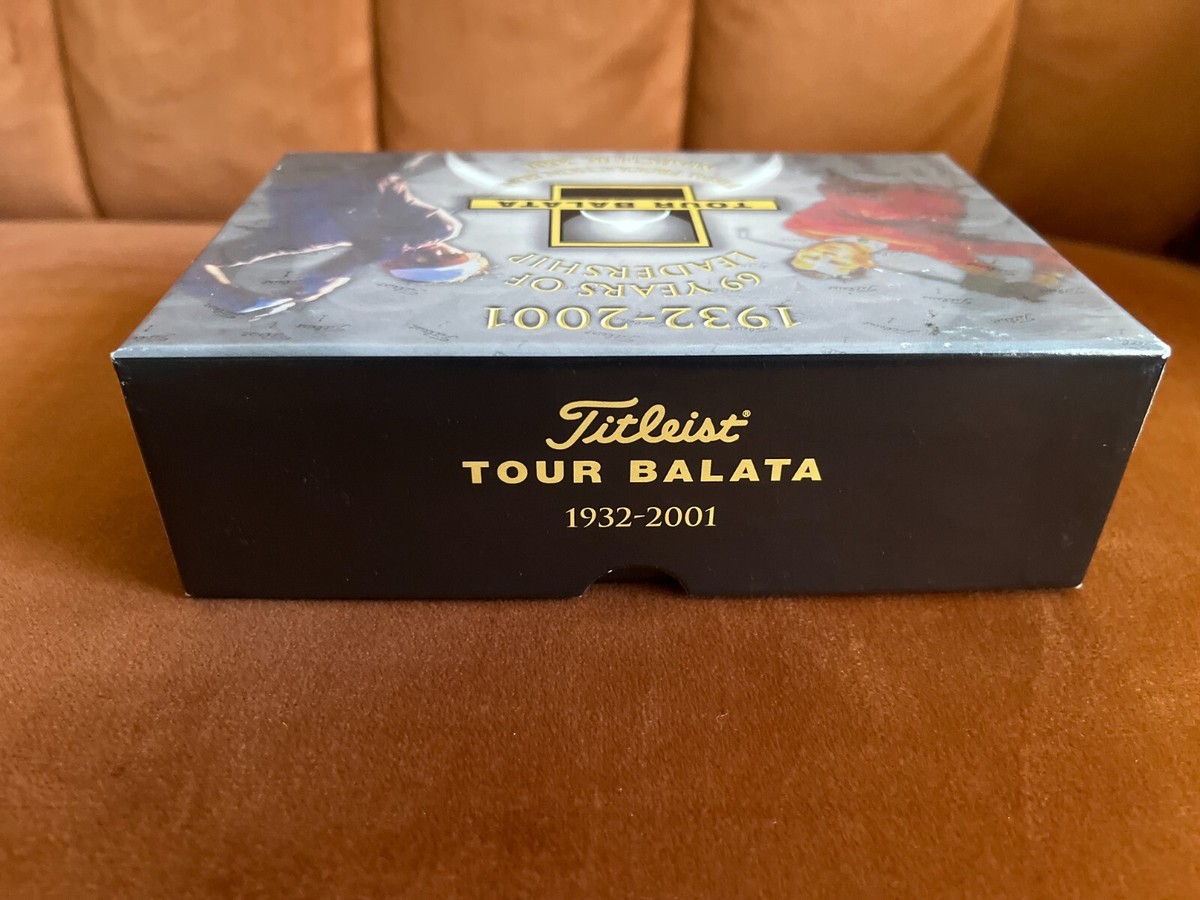 1932-2001
69 YEARS OF
LEADERSHIP
TOUR BALATA
Titleist®
TOUR BALATA
1932-2001